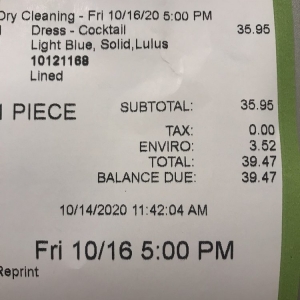 Dry Cleaning - Fri 10/16/20 5:00 PM
Dress - Cocktail 35.95
Light Blue, Solid,Lulus
10121168
Lined
PIECE
SUBTOTAL: 35.95
TAX: 0.00
ENVIRO: 3.52
TOTAL: 39.47
BALANCE DUE: 39.47
10/14/2020 11:42:04 AM
Fri 10/16 5:00 PM
Reprint